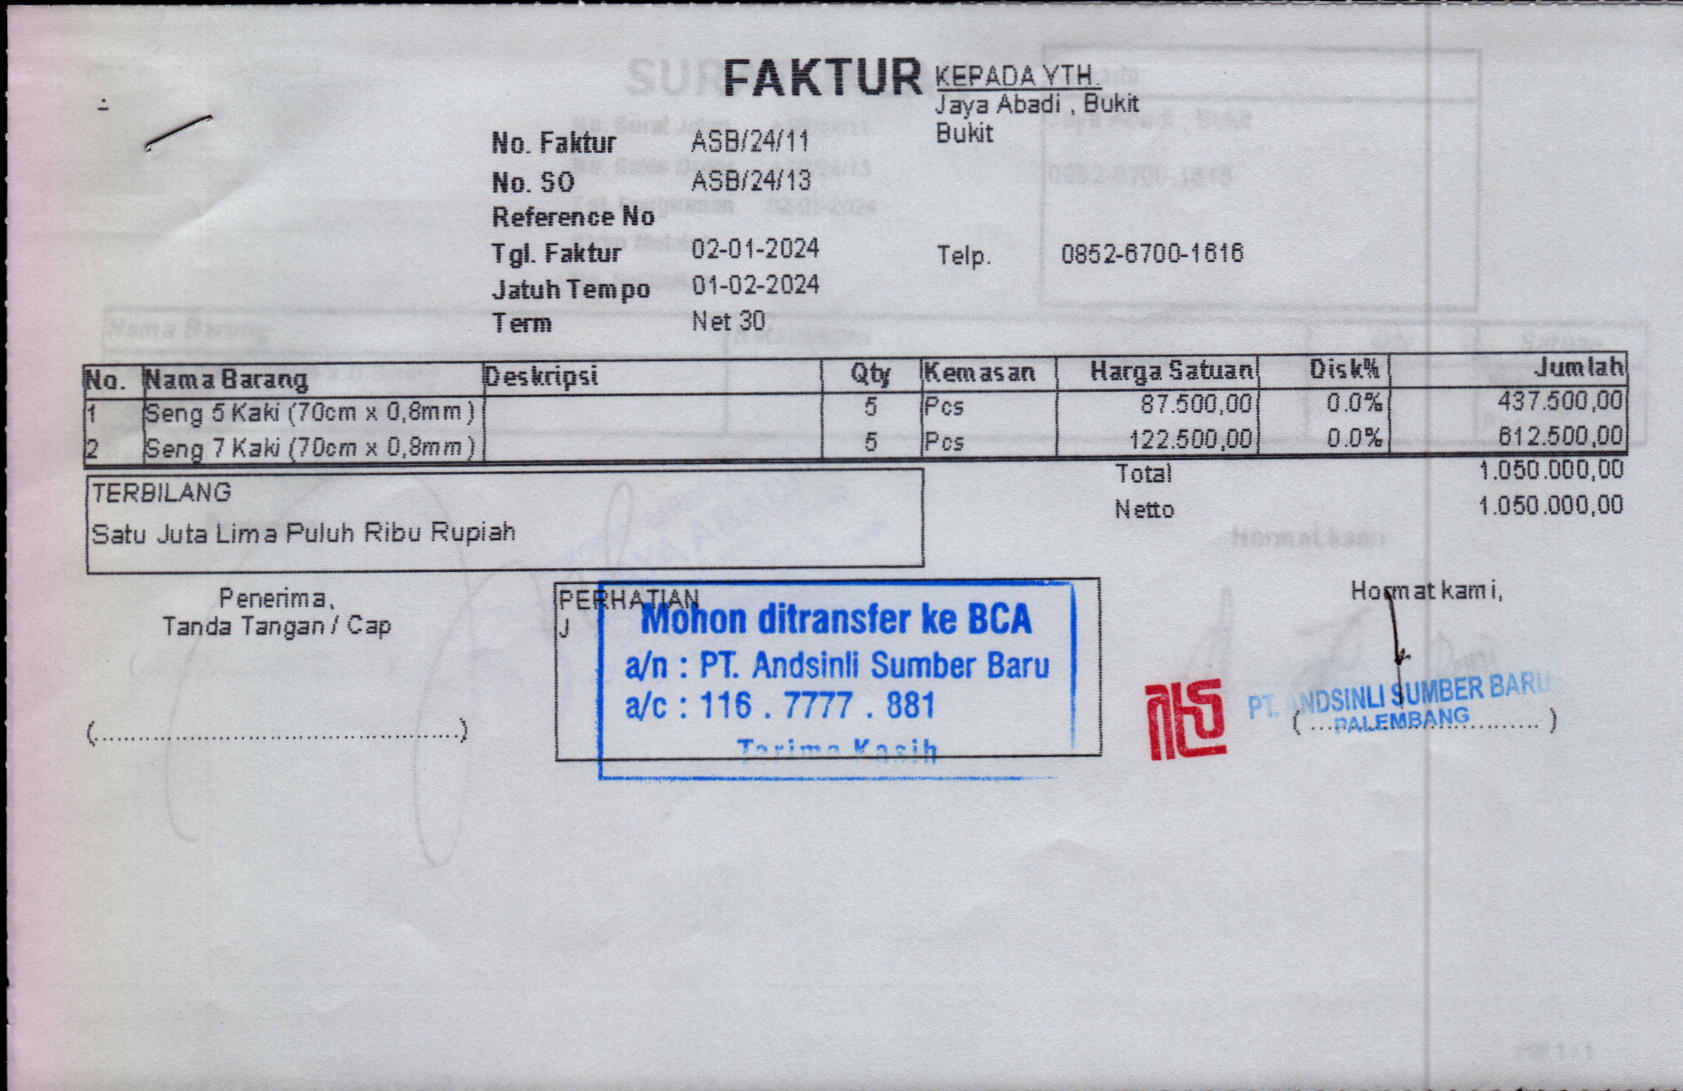 FAKTUR
KEPADA YTH.
Jaya Abadi , Bukit
Bukit
No. Faktur ASB/24/11
No. SO ASB/24/13
Reference No
Tgl. Faktur 02-01-2024
Telp. 0852-6700-1616
Jatuh Tempo 01-02-2024
Term Net 30
No. Nama Barang Deskripsi Qty Kemasan Harga Satuan Disk% Jumlah
1 Seng 5 Kaki (70cm x 0,8mm) 5 Pcs 87.500,00 0.0% 437.500,00
2 Seng 7 Kaki (70cm x 0,8mm) 5 Pcs 122.500,00 0.0% 612.500,00
Total 1.050.000,00
Netto 1.050.000,00
TERBILANG
Satu Juta Lima Puluh Ribu Rupiah
Penerima,
Tanda Tangan / Cap
(...........................................)
PERHATIAN
J
Mohon ditransfer ke BCA
a/n : PT. Andsinli Sumber Baru
a/c : 116 . 7777 . 881
Terima Kasih
Hormat kami,
PT. ANDSINLI SUMBER BARU
PALEMBANG